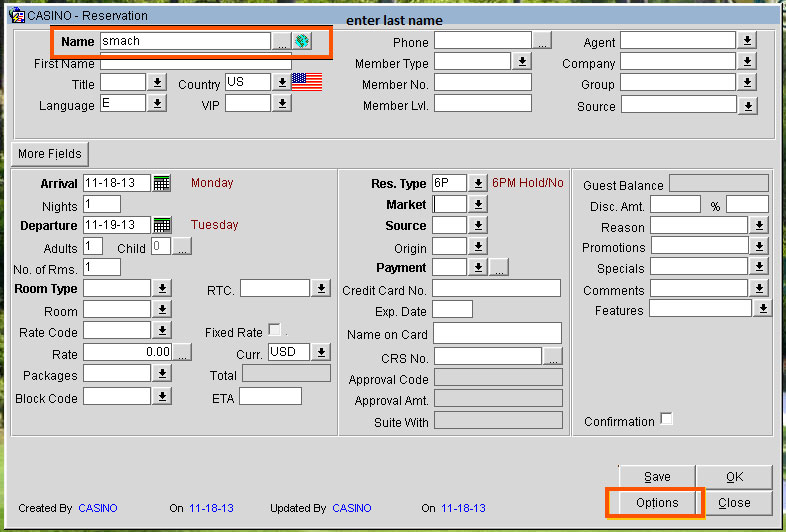 CASINO - Reservation
enter last name
Name smach ... Phone ... Agent
First Name Member Type Company
Title Country US Member No. Group
Language E VIP Member Lvl. Source
More Fields
Arrival 11-18-13 Monday Res. Type 6P 6PM Hold/No Guest Balance
Nights 1 Market Disc. Amt. %
Departure 11-19-13 Tuesday Source Reason
Adults 1 Child 0 ... Origin Promotions
No. of Rms. 1 Payment ... Specials
Room Type RTC. Credit Card No. Comments
Room Exp. Date Features
Rate Code Fixed Rate . Name on Card
Rate 0.00 ... Curr. USD CRS No. ...
Packages Total Approval Code
Block Code ETA Approval Amt.
Suite With Confirmation
Save OK
Options Close
Created By CASINO On 11-18-13 Updated By CASINO On 11-18-13